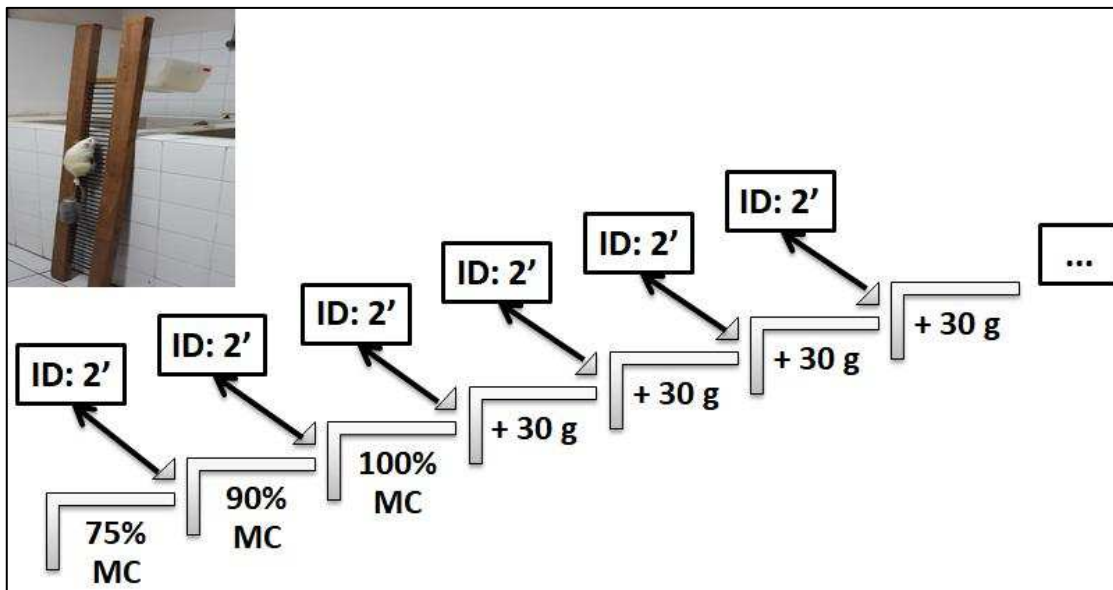 ID: 2’
ID: 2’
ID: 2’
ID: 2’
ID: 2’
ID: 2’
...
75%
MC
90%
MC
100%
MC
+ 30 g
+ 30 g
+ 30 g
+ 30 g